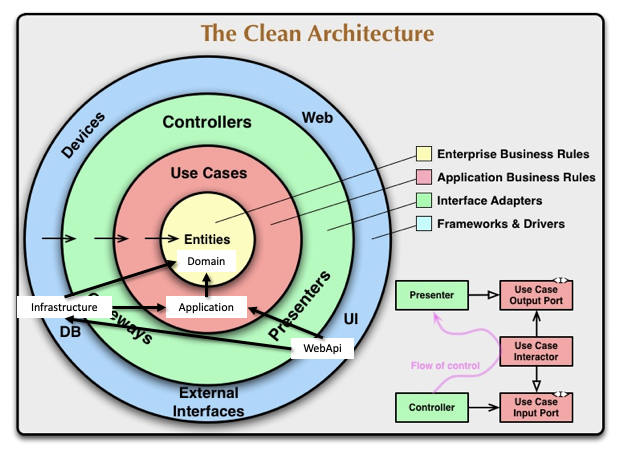 The Clean Architecture
Devices
Web
Controllers
Use Cases
Entities
Domain
Infrastructure
Application
Presenters
UI
DB
WebApi
External
Interfaces
Enterprise Business Rules
Application Business Rules
Interface Adapters
Frameworks & Drivers
Presenter
Use Case
Output Port
<I>
Use Case
Interactor
Flow of control
Controller
Use Case
Input Port
<I>